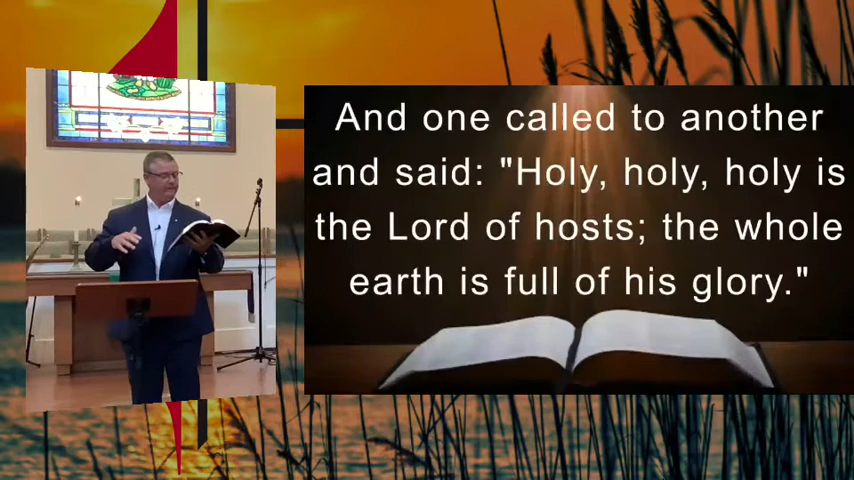 And one called to another
and said: "Holy, holy, holy is
the Lord of hosts; the whole
earth is full of his glory."